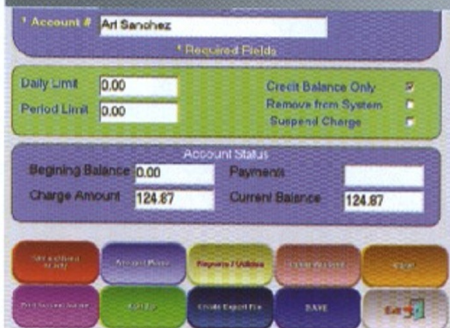 * Account # Art Sanchez
* Required Fields
Daily Limit 0.00 Credit Balance Only
Period Limit 0.00 Remove from System
Suspend Charge
Account Status
Begining Balance 0.00 Payments
Charge Amount 124.87 Current Balance 124.87
Reports / Utilities
Create Export File SAVE Exit